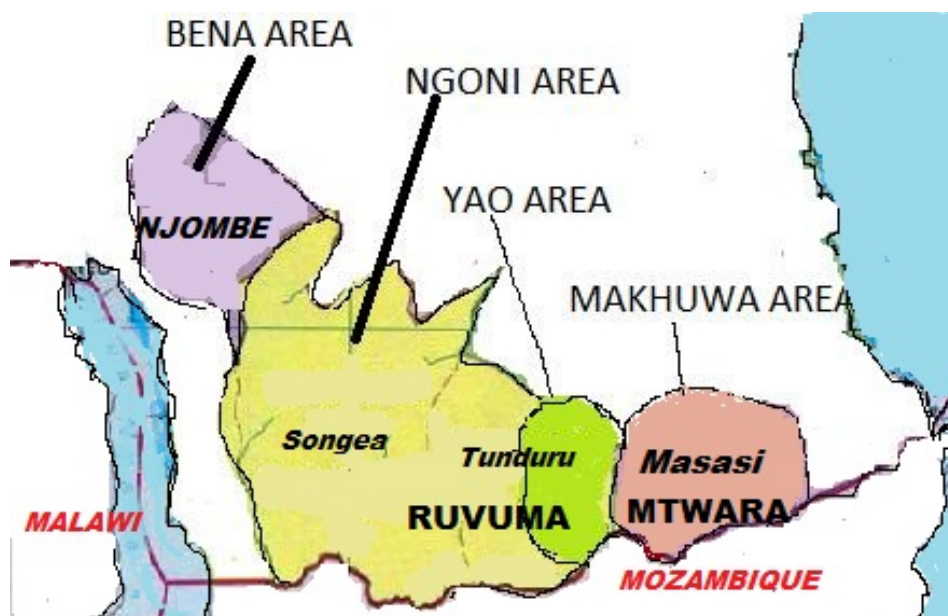 BENA AREA
NGONI AREA
YAO AREA
NJOMBE
MAKHUWA AREA
Songea
Tunduru
Masasi
RUVUMA
MTWARA
MALAWI
MOZAMBIQUE